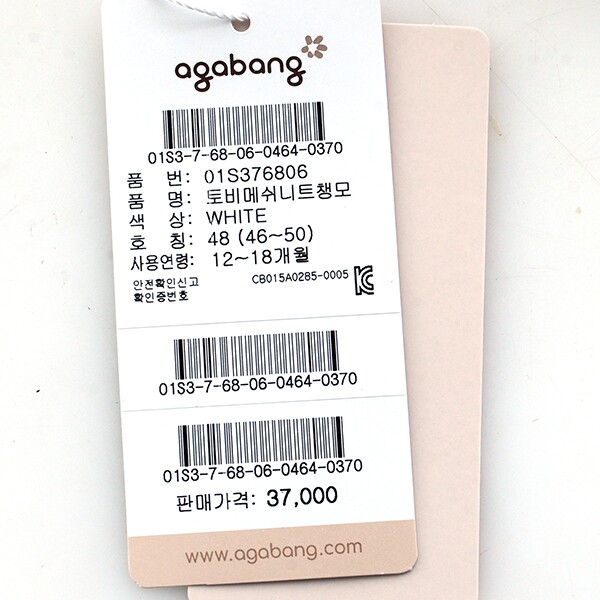 agabang
01S3-7-68-06-0464-0370
품 번: 01S376806
품 명: 토비메쉬니트챙모
색 상: WHITE
호 칭: 48 (46~50)
사용연령: 12~18개월
안전확인신고 CB015A0285-0005
확인증번호
01S3-7-68-06-0464-0370
01S3-7-68-06-0464-0370
판매가격: 37,000
www.agabang.com